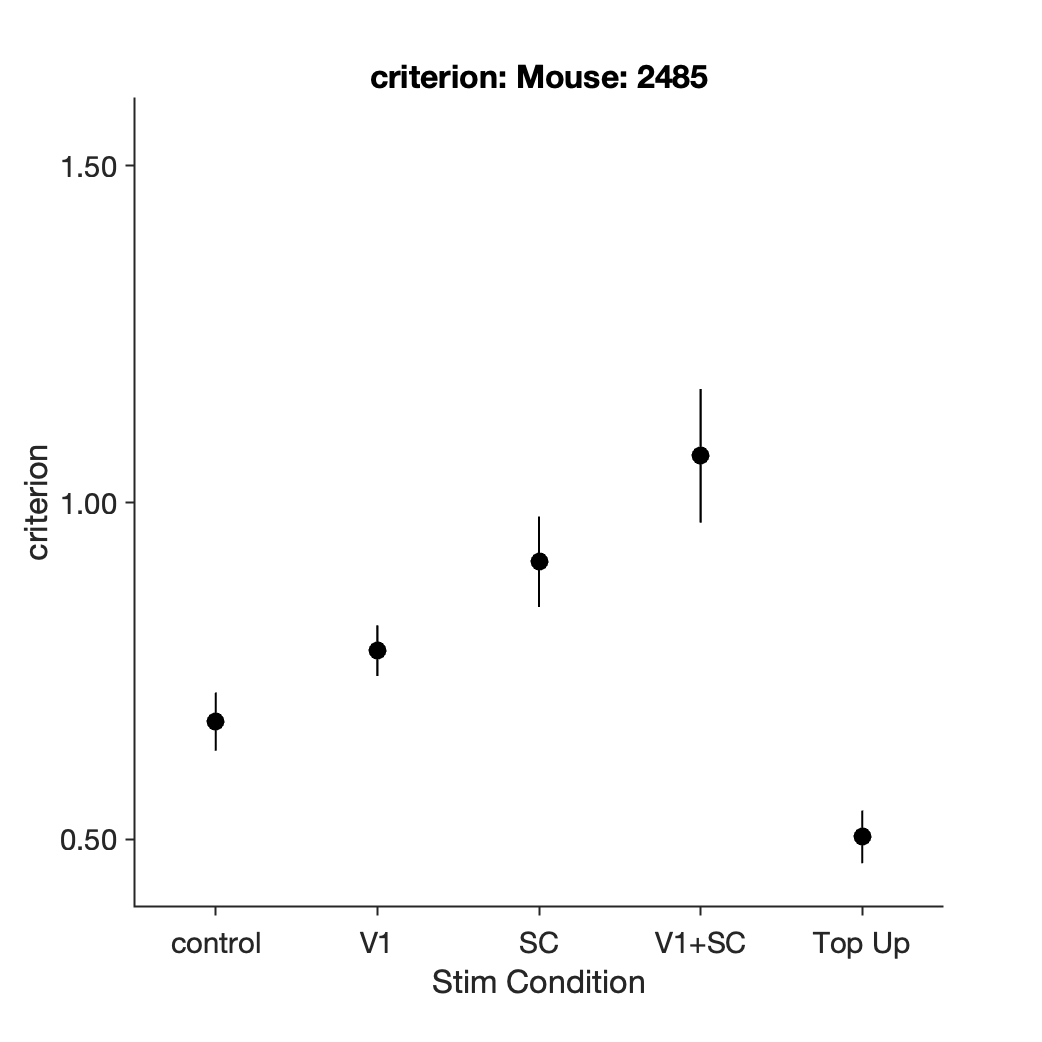 criterion: Mouse: 2485
1.50
1.00
0.50
criterion
control V1 SC V1+SC Top Up
Stim Condition